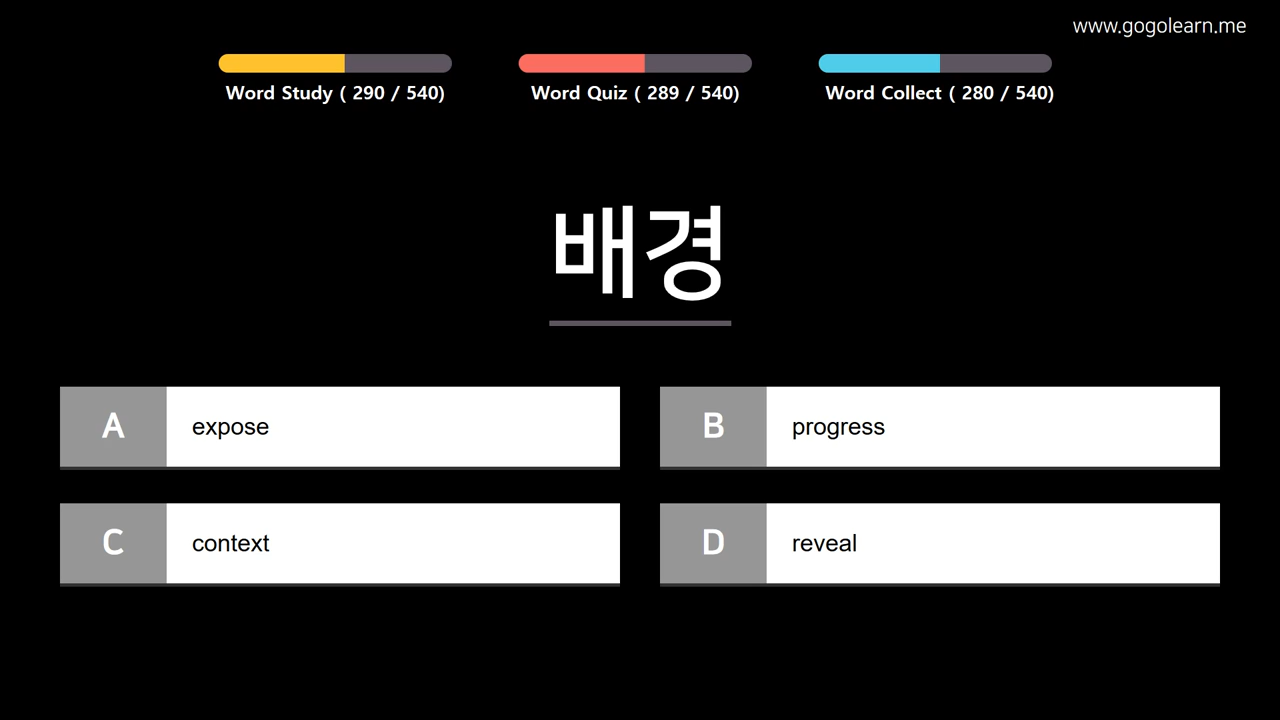 www.gogolearn.me
Word Study ( 290 / 540)
Word Quiz ( 289 / 540)
Word Collect ( 280 / 540)
배경
A expose
B progress
C context
D reveal